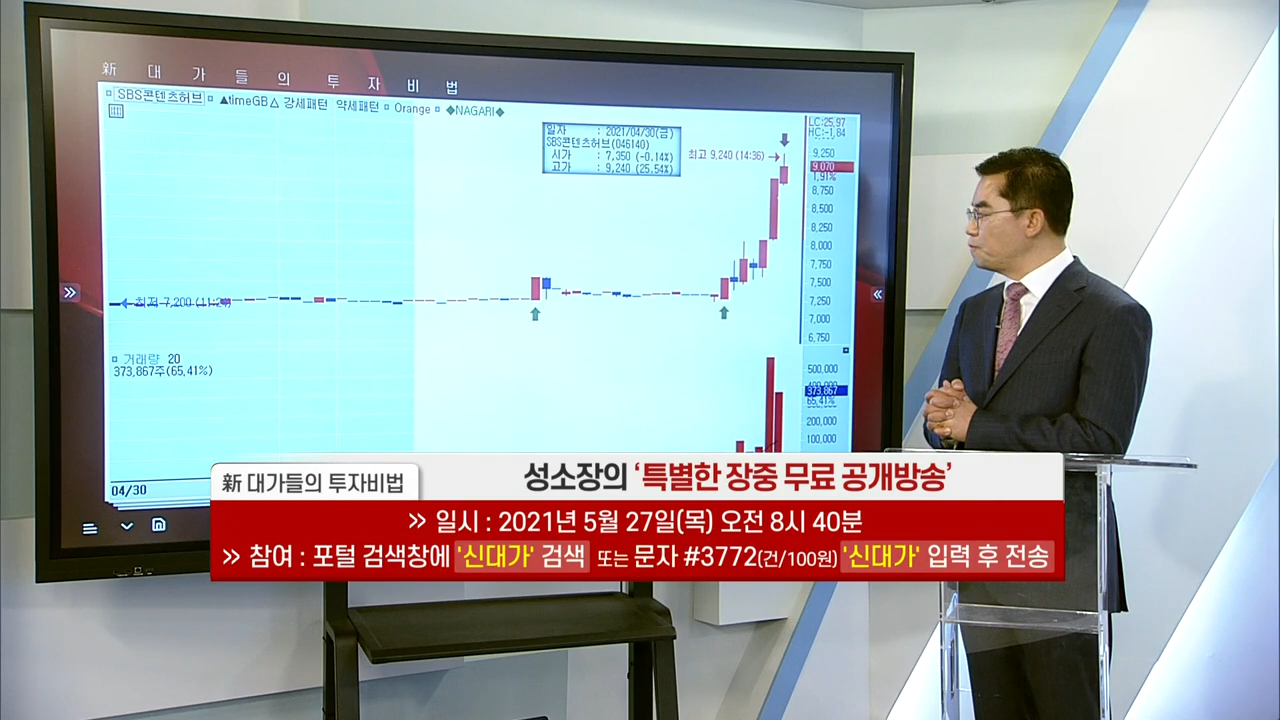 新 대 가 들 의 투 자 비 법
SBS콘텐츠허브 ▲timeGB△ 강세패턴 약세패턴 Orange ◆NAGARI◆
LC:25,97
HC:-1,84
일자 : 2021/04/30(금)
SBS콘텐츠허브(046140)
시가 : 7,350 (-0.14%)
고가 : 9,240 (25.54%)
최고 9,240 (14:36)
9,250
9,070
1,91%
8,750
8,500
8,250
8,000
7,750
7,500
7,250
7,000
6,750
최저 7,200
거래량 20
373,867주(65,41%)
500,000
373,867
65,41%
200,000
100,000
04/30
新 대가들의 투자비법
성소장의 ‘특별한 장중 무료 공개방송’
» 일시 : 2021년 5월 27일(목) 오전 8시 40분
» 참여 : 포털 검색창에 '신대가' 검색 또는 문자 #3772(건/100원) '신대가' 입력 후 전송